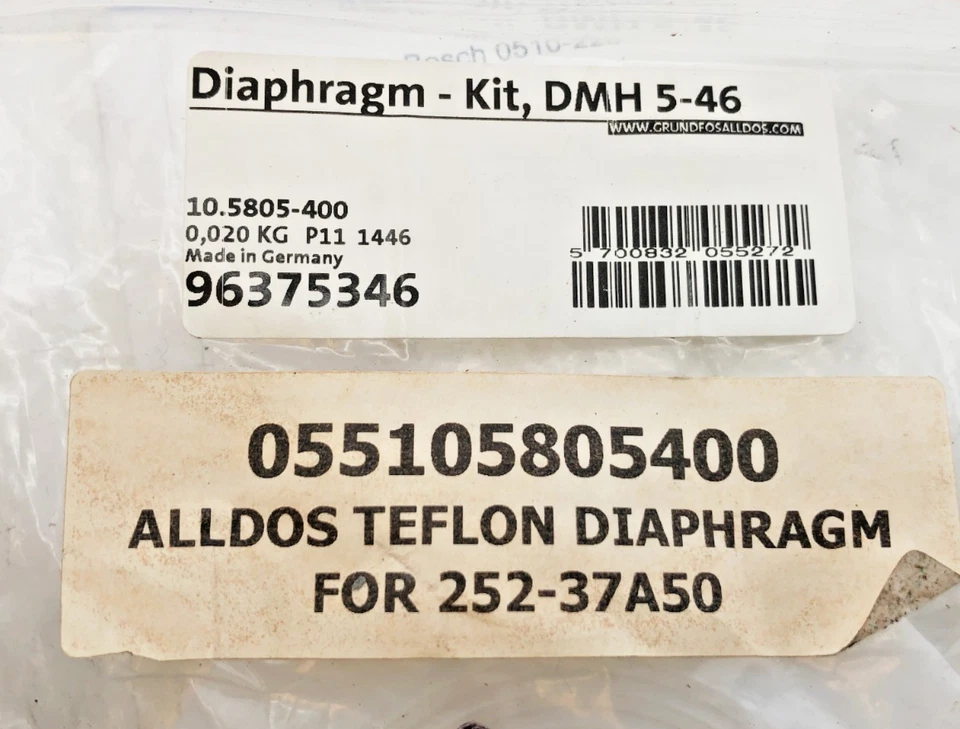 Diaphragm - Kit, DMH 5-46
WWW.GRUNDFOSALLDOS.COM
10.5805-400
0,020 KG P11 1446
Made in Germany
96375346
5 700832 055272
055105805400
ALLDOS TEFLON DIAPHRAGM
FOR 252-37A50